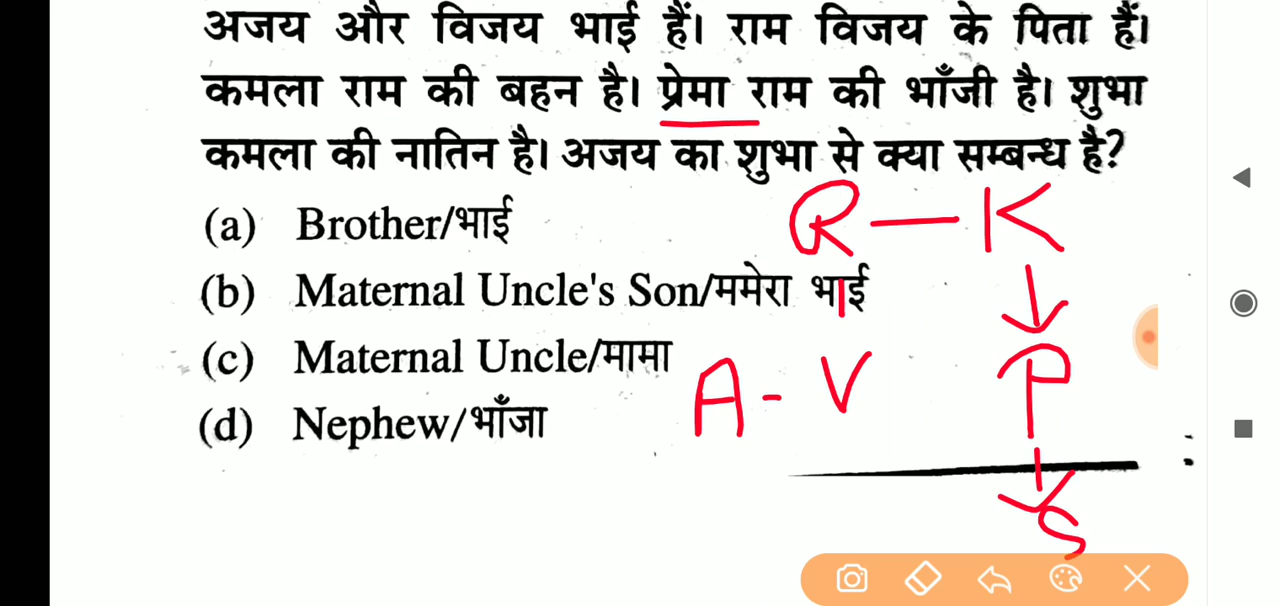 अजय और विजय भाई हैं। राम विजय के पिता हैं।
कमला राम की बहन है। प्रेमा राम की भाँजी है। शुभा
कमला की नातिन है। अजय का शुभा से क्या सम्बन्ध है?
(a) Brother/भाई
(b) Maternal Uncle's Son/ममेरा भाई
(c) Maternal Uncle/मामा
(d) Nephew/भाँजा
R — K
A - V
P
S